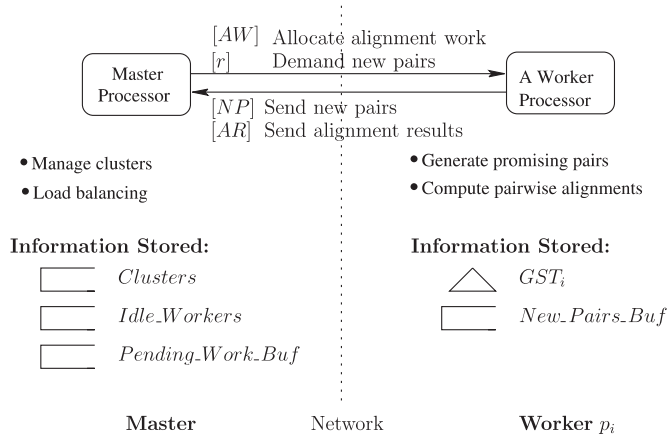 [AW] Allocate alignment work
[r] Demand new pairs
Master
Processor
A Worker
Processor
[NP] Send new pairs
[AR] Send alignment results
• Manage clusters
• Load balancing
• Generate promising pairs
• Compute pairwise alignments
Information Stored:
Clusters
Idle_Workers
Pending_Work_Buf
Information Stored:
GST_i
New_Pairs_Buf
Master
Network
Worker p_i